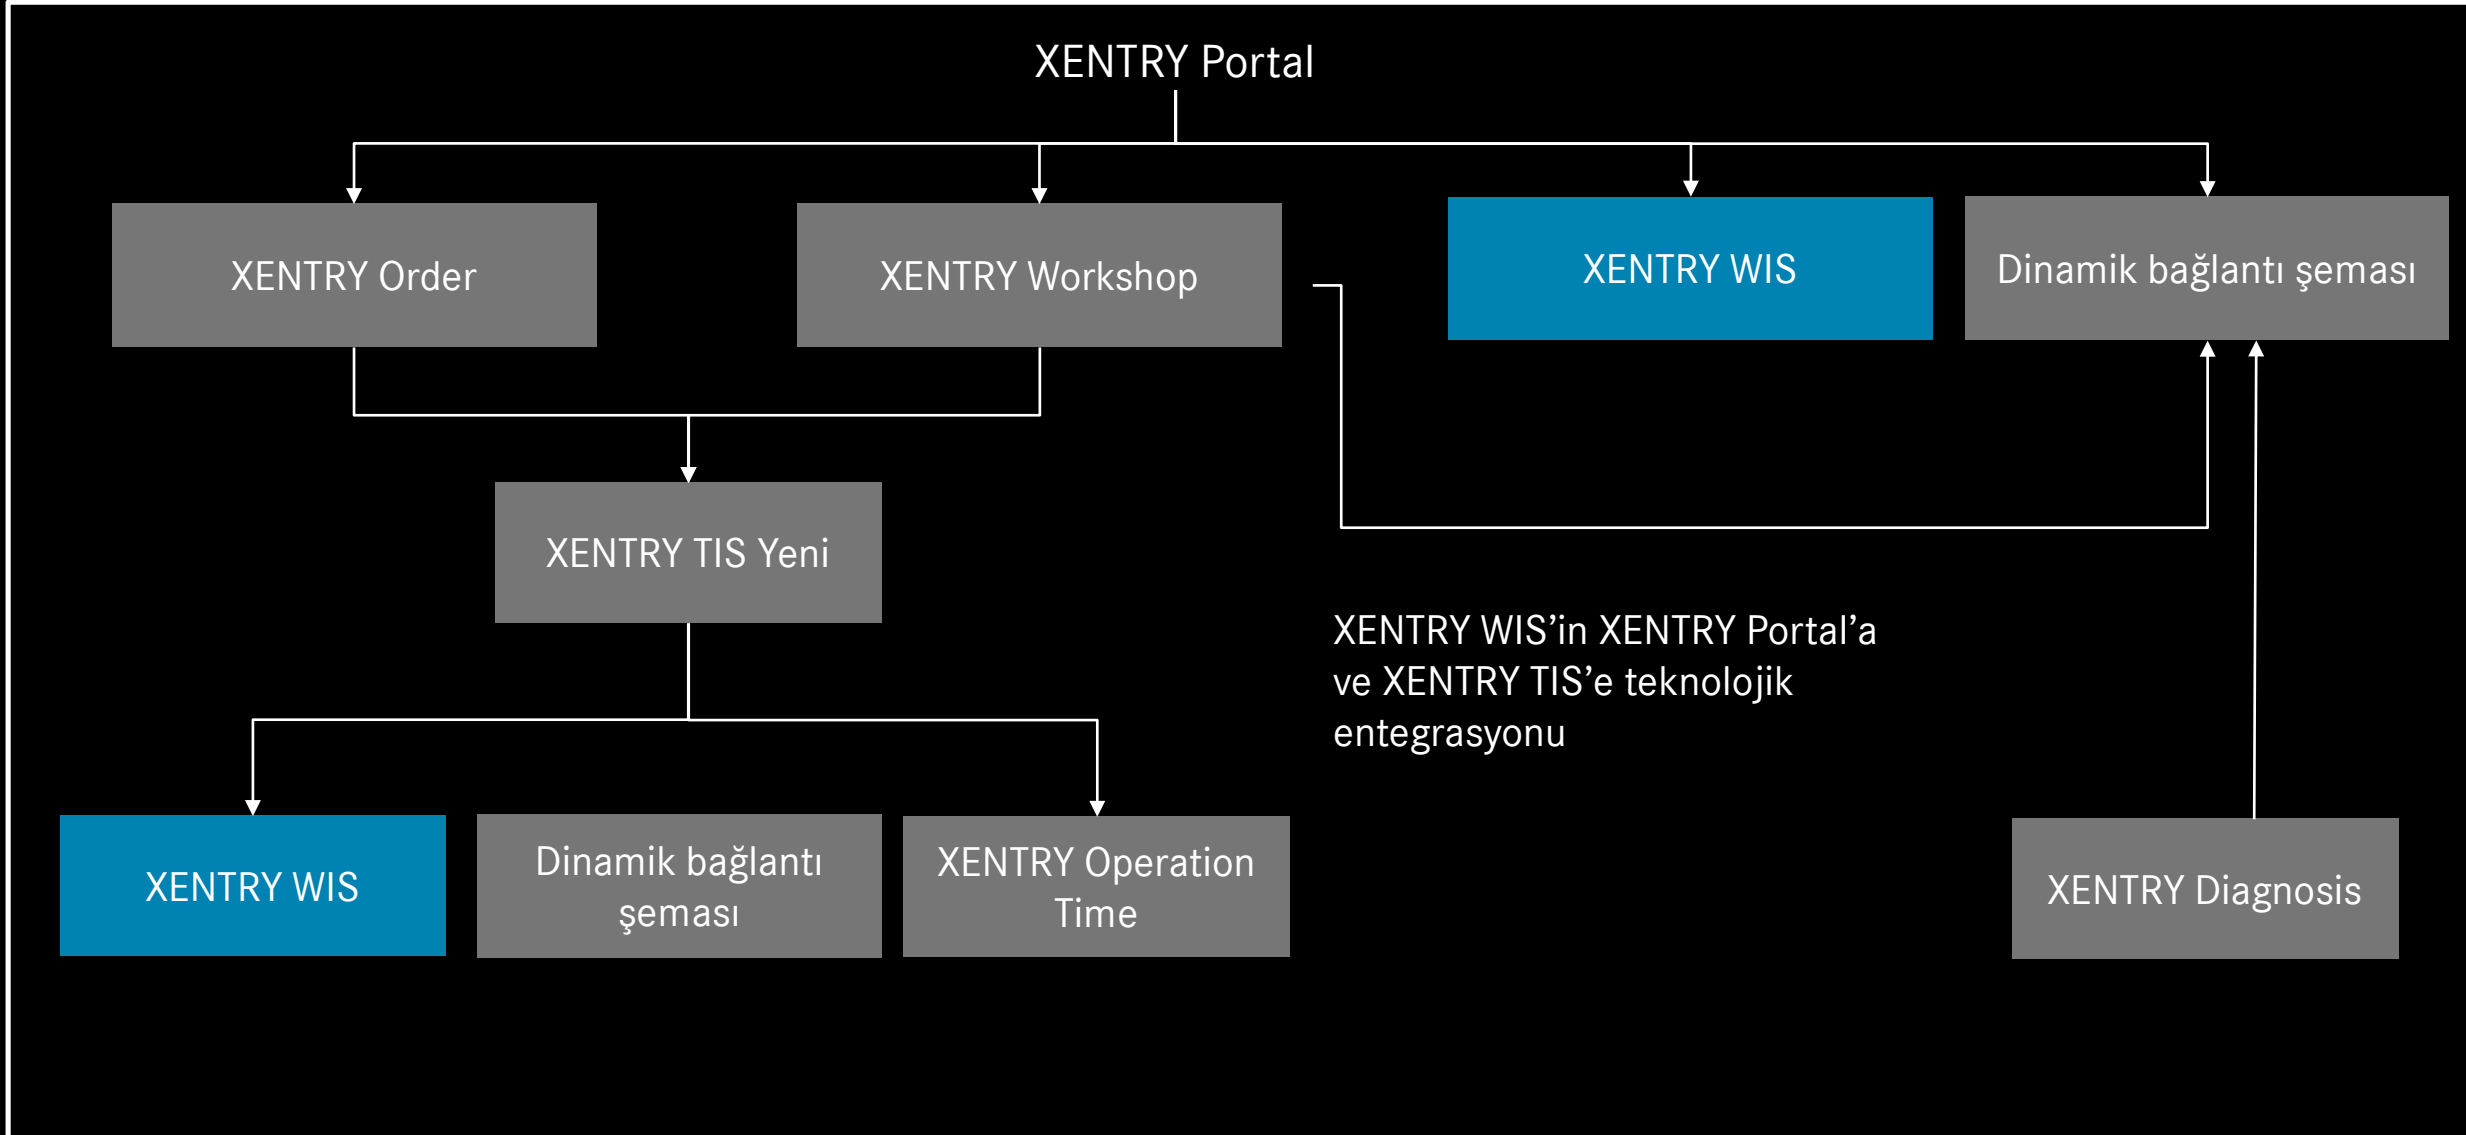 XENTRY Portal
XENTRY Order
XENTRY Workshop
XENTRY WIS
Dinamik bağlantı şeması
XENTRY TIS Yeni
XENTRY WIS’in XENTRY Portal’a
ve XENTRY TIS’e teknolojik
entegrasyonu
XENTRY WIS
Dinamik bağlantı
şeması
XENTRY Operation
Time
XENTRY Diagnosis